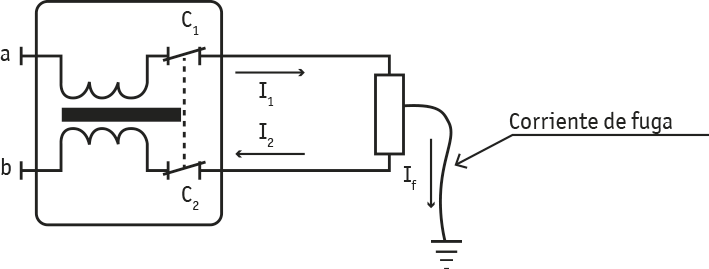 C1
a
I1
I2
Corriente de fuga
b
If
C2